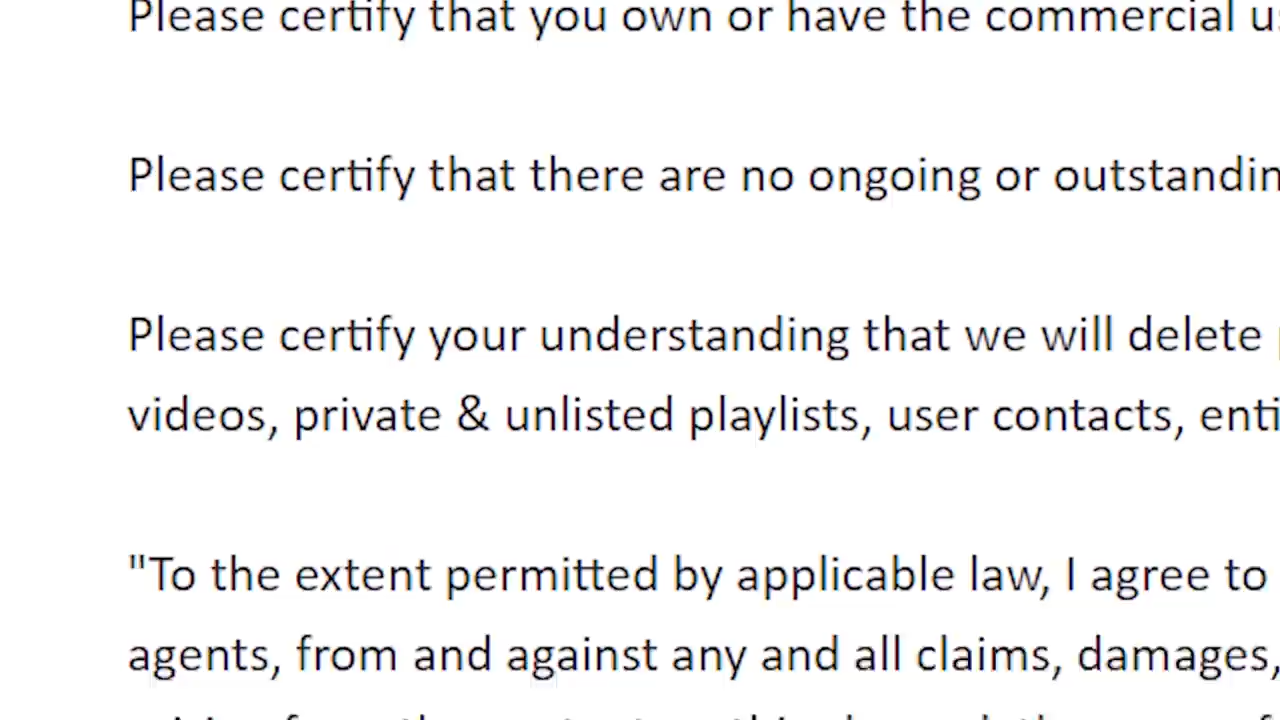 Please certify that you own or have the commercial
Please certify that there are no ongoing or
Please certify your understanding that we will delete
videos, private & unlisted playlists, user contacts,
"To the extent permitted by applicable law, I agree to
agents, from and against any and all claims, damages,